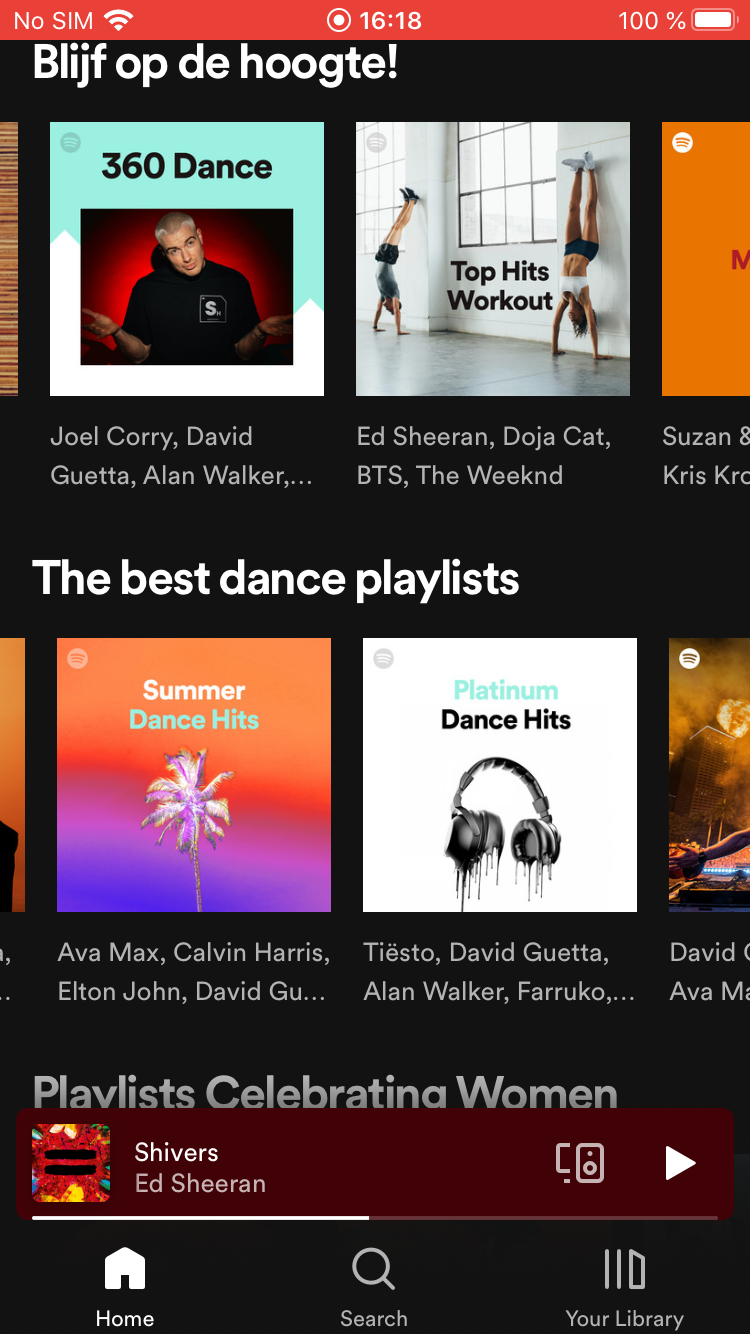 No SIM 16:18 100 %
Blijf op de hoogte!
360 Dance
S
Top Hits
Workout
M
Joel Corry, David
Guetta, Alan Walker,...
Ed Sheeran, Doja Cat,
BTS, The Weeknd
Suzan &
Kris Kro
The best dance playlists
Summer
Dance Hits
Platinum
Dance Hits
Ava Max, Calvin Harris,
Elton John, David Gu...
Tiësto, David Guetta,
Alan Walker, Farruko,...
David
Ava Ma
Playlists Celebrating Women
Shivers
Ed Sheeran
Home
Search
Your Library